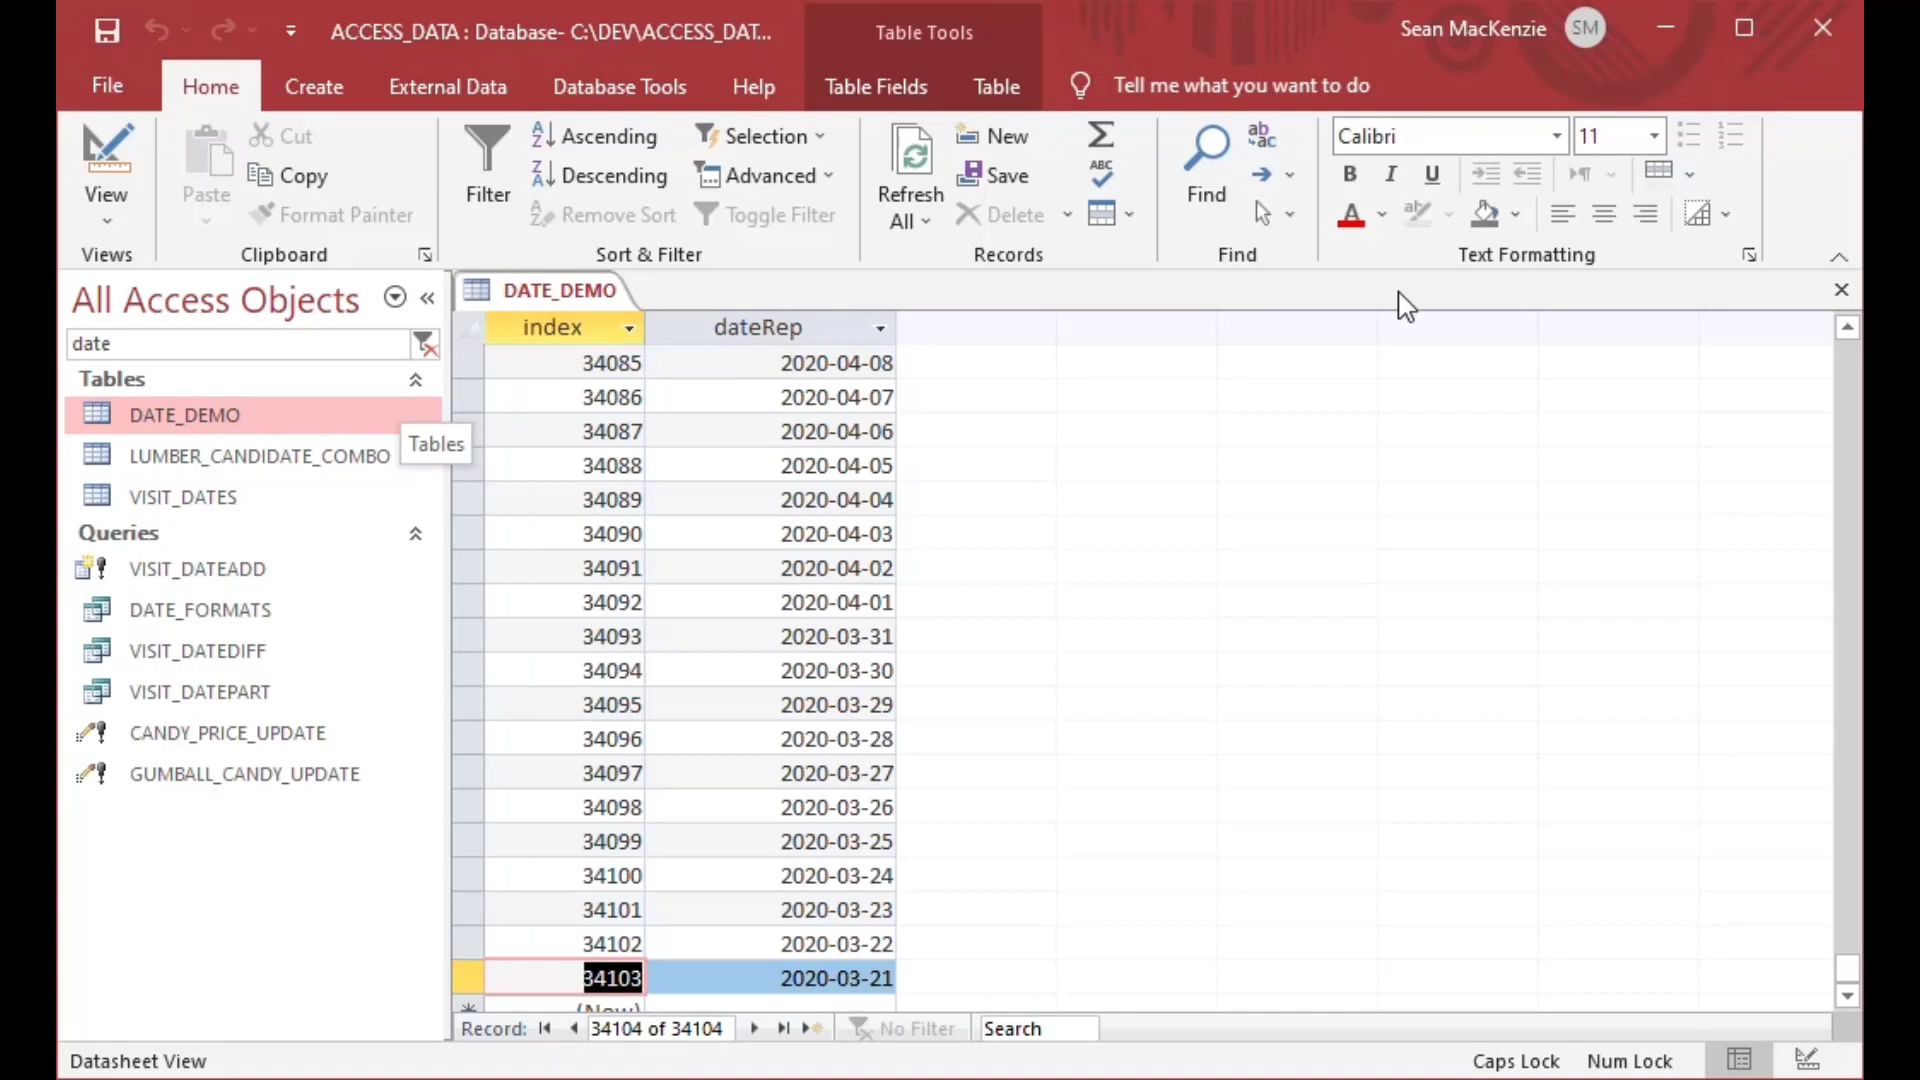 ACCESS_DATA : Database- C:\DEV\ACCESS_DAT...
Table Tools
Sean MacKenzie
SM
File
Home
Create
External Data
Database Tools
Help
Table Fields
Table
Tell me what you want to do
View
Views
Paste
Cut
Copy
Format Painter
Clipboard
Filter
Ascending
Descending
Remove Sort
Selection
Advanced
Toggle Filter
Sort & Filter
Refresh
All
New
Save
Delete
Records
Find
Find
Calibri
11
B I U
Text Formatting
All Access Objects
date
Tables
DATE_DEMO
LUMBER_CANDIDATE_COMBO
VISIT_DATES
Tables
Queries
VISIT_DATEADD
DATE_FORMATS
VISIT_DATEDIFF
VISIT_DATEPART
CANDY_PRICE_UPDATE
GUMBALL_CANDY_UPDATE
DATE_DEMO
index dateRep
34085 2020-04-08
34086 2020-04-07
34087 2020-04-06
34088 2020-04-05
34089 2020-04-04
34090 2020-04-03
34091 2020-04-02
34092 2020-04-01
34093 2020-03-31
34094 2020-03-30
34095 2020-03-29
34096 2020-03-28
34097 2020-03-27
34098 2020-03-26
34099 2020-03-25
34100 2020-03-24
34101 2020-03-23
34102 2020-03-22
34103 2020-03-21
(New)
Record: 34104 of 34104 No Filter Search
Datasheet View
Caps Lock Num Lock